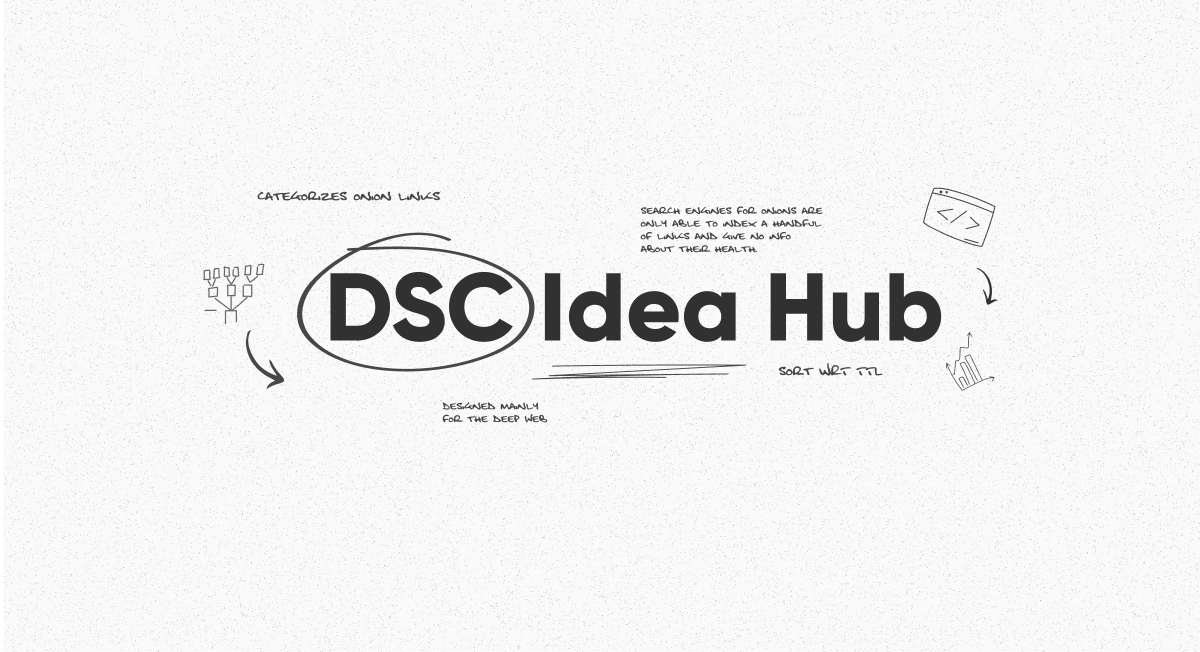 CATEGORIZES ONION LINKS
SEARCH ENGINES FOR ONIONS ARE
ONLY ABLE TO INDEX A HANDFUL
OF LINKS AND GIVE NO INFO
ABOUT THEIR HEALTH
</>
DSC Idea Hub
SORT WRT TTL
DESIGNED MAINLY
FOR THE DEEP WEB